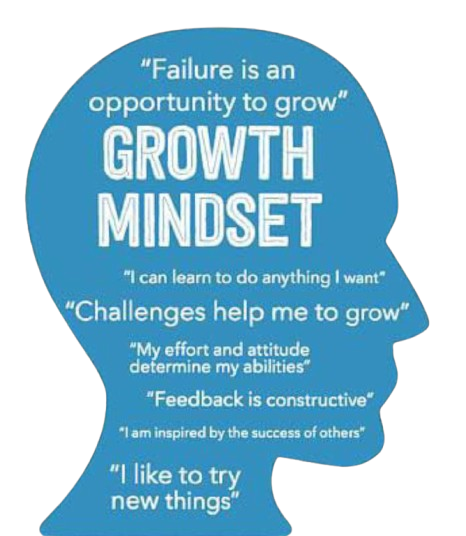 “Failure is an
opportunity to grow”
GROWTH
MINDSET
“I can learn to do anything I want”
“Challenges help me to grow”
“My effort and attitude
determine my abilities”
“Feedback is constructive”
“I am inspired by the success of others”
“I like to try
new things”